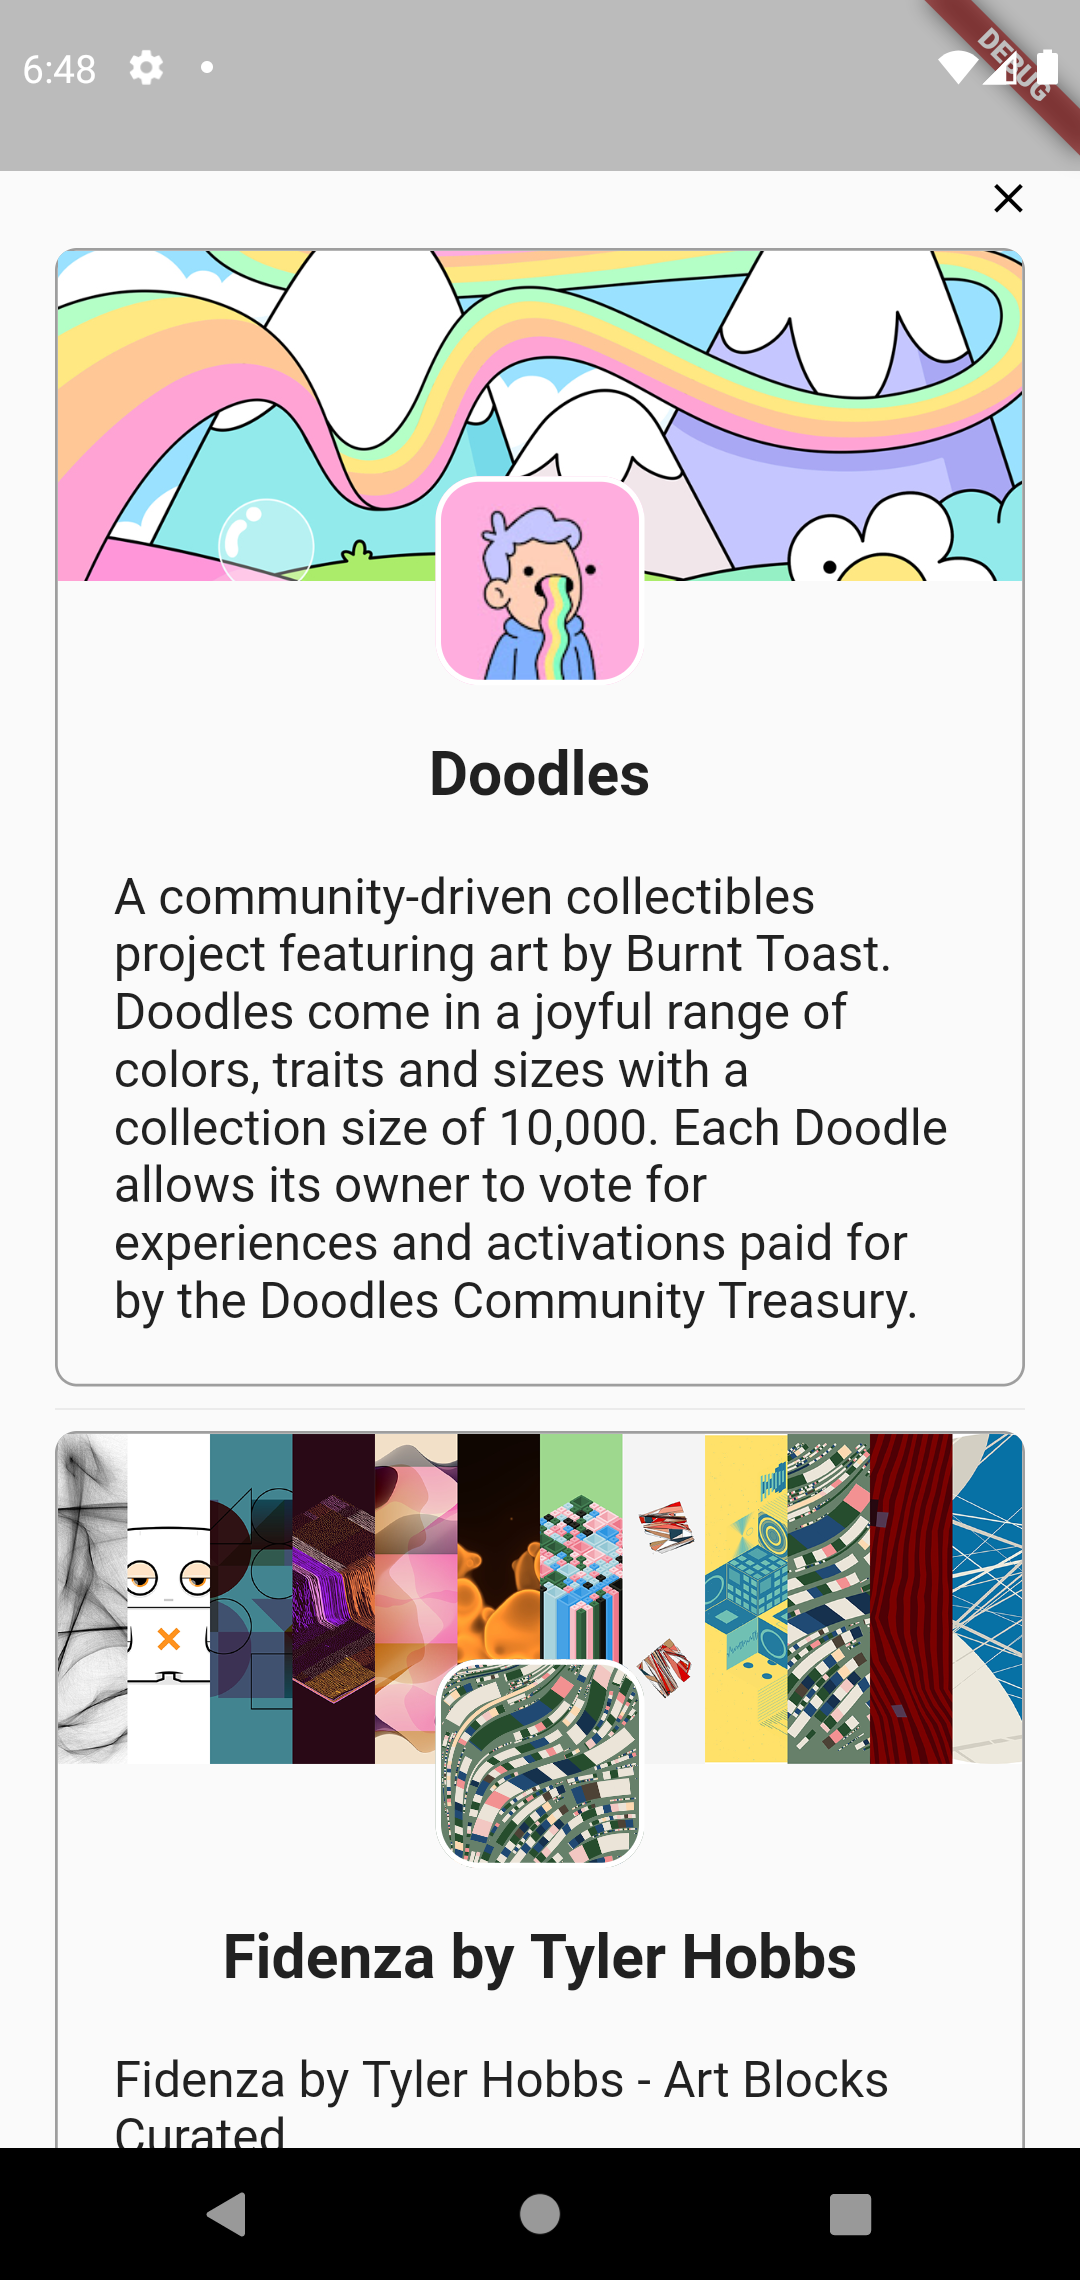 6:48
DEBUG
Doodles
A community-driven collectibles
project featuring art by Burnt Toast.
Doodles come in a joyful range of
colors, traits and sizes with a
collection size of 10,000. Each Doodle
allows its owner to vote for
experiences and activations paid for
by the Doodles Community Treasury.
Fidenza by Tyler Hobbs
Fidenza by Tyler Hobbs - Art Blocks
Curated